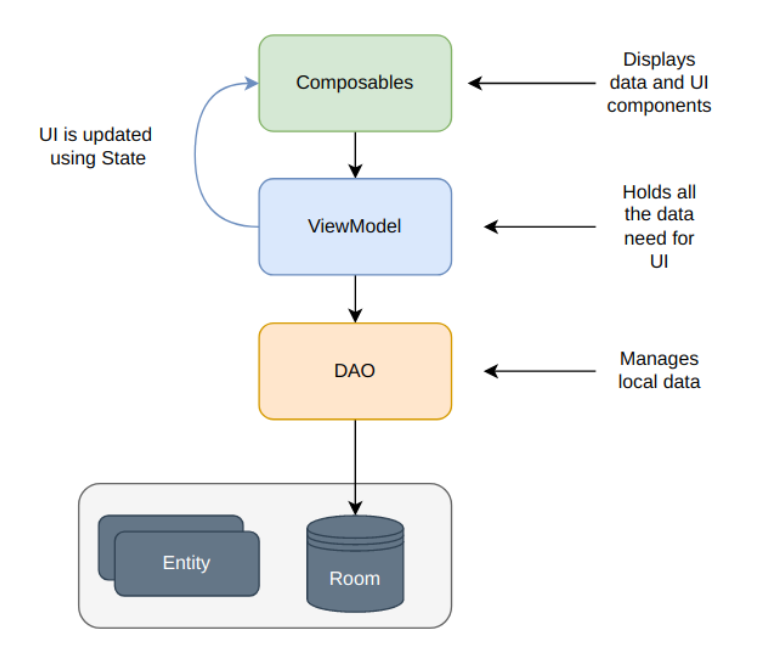 Composables
Displays
data and UI
components
UI is updated
using State
ViewModel
Holds all
the data
need for
UI
DAO
Manages
local data
Entity
Room